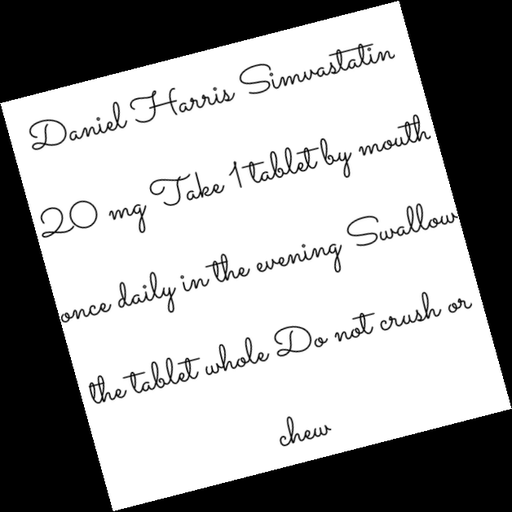 Daniel Harris Simvastatin
20 mg Take 1 tablet by mouth
once daily in the evening Swallow
the tablet whole Do not crush or
chew